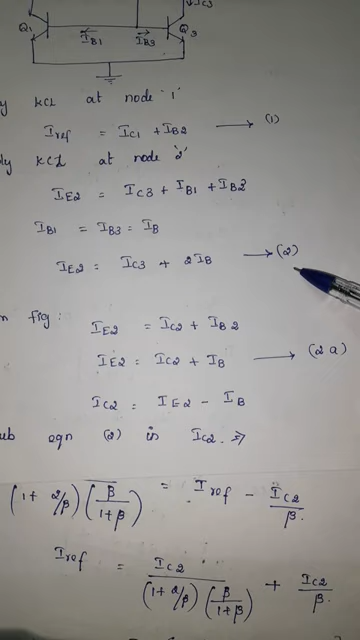 ↓IC3
Q1 IB1 IB3 Q3
KCL at node '1'
Iref = IC1 + IB2 → (1)
KCL at node '2'
IE2 = IC3 + IB1 + IB3
IB1 = IB3 = IB
IE2 = IC3 + 2IB → (2)
fig:
IE2 = IC2 + IB2
IE2 = IC2 + IB → (2a)
IC2 = IE2 - IB
eqn (2) in IC2 ⇒
(1 + 2/β) (β/(1+β)) = Iref - IC2/β.
Iref = IC2/((1 + 2/β) (β/(1+β))) + IC2/β.